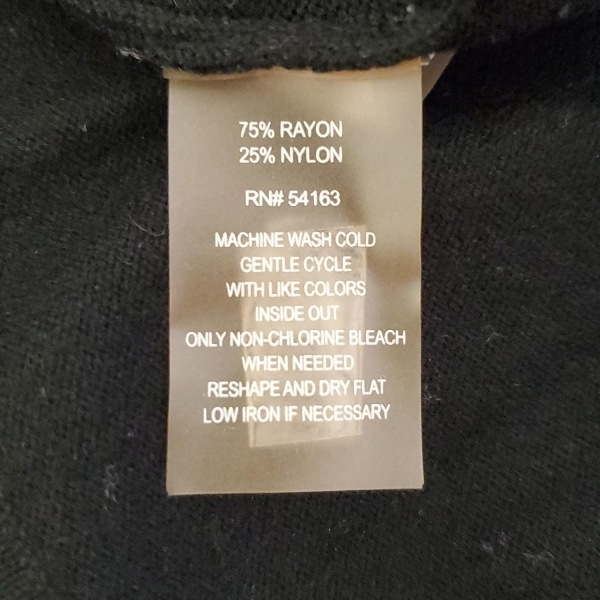 75% RAYON
25% NYLON
RN# 54163
MACHINE WASH COLD
GENTLE CYCLE
WITH LIKE COLORS
INSIDE OUT
ONLY NON-CHLORINE BLEACH
WHEN NEEDED
RESHAPE AND DRY FLAT
LOW IRON IF NECESSARY